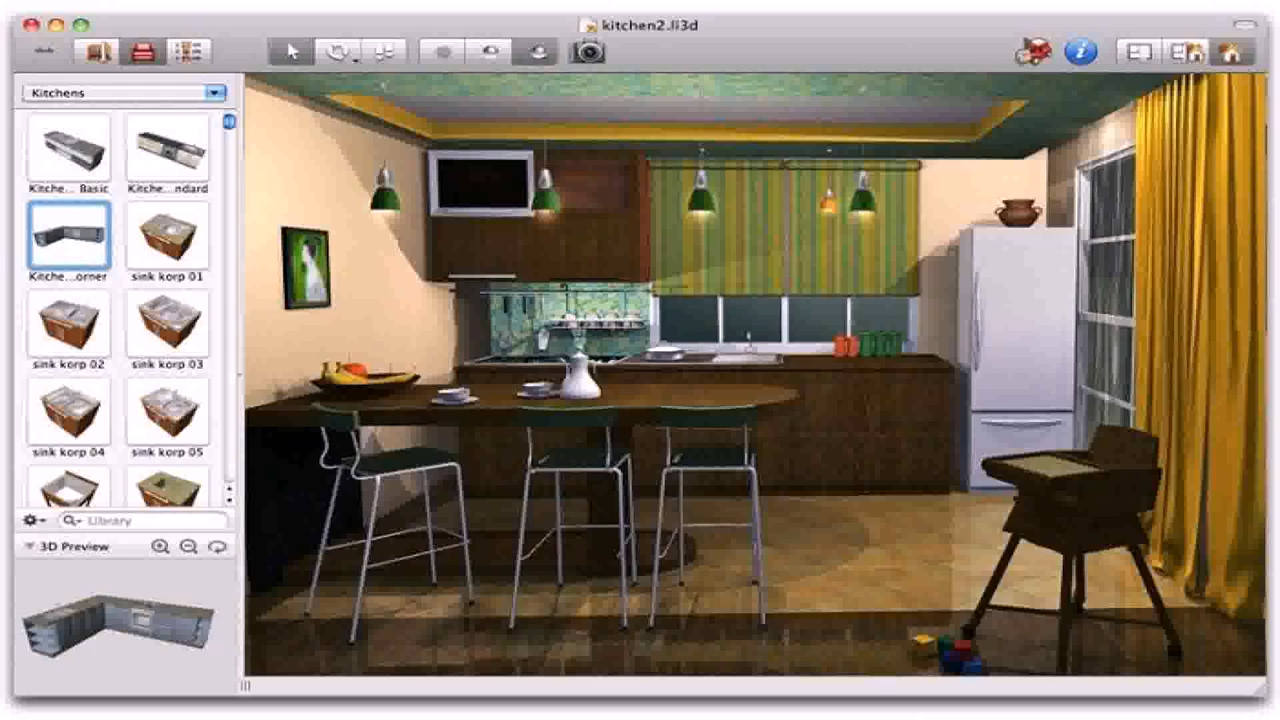 kitchen2.li3d
Kitchens
Kitche... Basic
Kitche...ndard
Kitche...orner
sink korp 01
sink korp 02
sink korp 03
sink korp 04
sink korp 05
Library
3D Preview